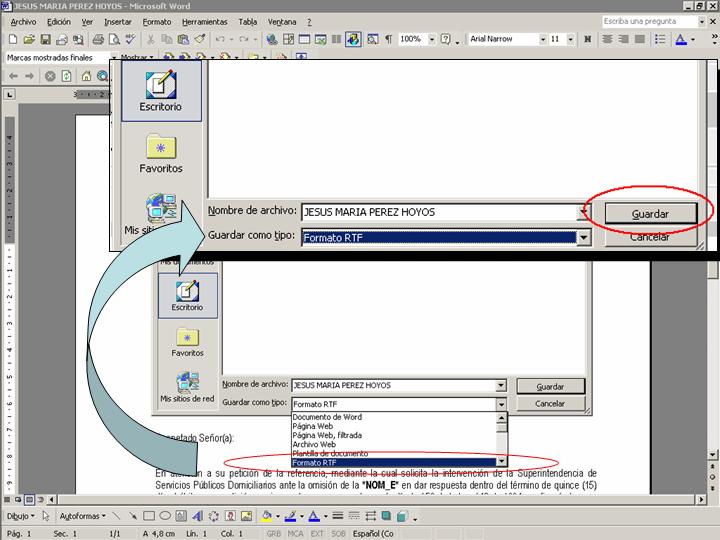 JESUS MARIA PEREZ HOYOS - Microsoft Word
Archivo Edición Ver Insertar Formato Herramientas Tabla Ventana ? Escriba una pregunta
100% Arial Narrow 11 N
Marcas mostradas finales Mostrar
Escritorio
Favoritos
Mis siti
Nombre de archivo: JESUS MARIA PEREZ HOYOS Guardar
Guardar como tipo: Formato RTF Cancelar
Mis documentos
Escritorio
Favoritos
Mis sitios de red
Nombre de archivo: JESUS MARIA PEREZ HOYOS Guardar
Guardar como tipo: Formato RTF Cancelar
Documento de Word
Página Web
Página Web, filtrada
Archivo Web
Plantilla de documento
Formato RTF
petado Señor(a):
En atención a su petición de la referencia, mediante la cual solicita la intervención de la Superintendencia de
Servicios Públicos Domiciliarios ante la omisión de la "NOM_E" en dar respuesta dentro del término de quince (15)
Dibujo Autoformas
Pág. 1 Sec. 1 1/1 A 4,8 cm Lín. 1 Col. 1 GRB MCA EXT SOB Español (Co